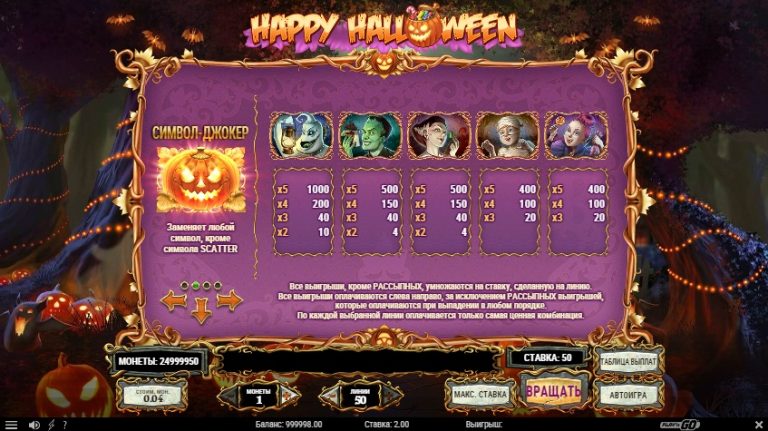 HAPPY HALLOWEEN
СИМВОЛ-ДЖОКЕР
Заменяет любой
символ, кроме
символа SCATTER
x5 1000
x4 200
x3 40
x2 10
x5 500
x4 150
x3 40
x2 4
x5 500
x4 150
x3 40
x2 4
x5 400
x4 100
x3 20
x5 400
x4 100
x3 20
Все выигрыши, кроме РАССЫПНЫХ, умножаются на ставку, сделанную на линию.
Все выигрыши оплачиваются слева направо, за исключением РАССЫПНЫХ выигрышей,
которые оплачиваются при выпадении в любом порядке.
По каждой выбранной линии оплачивается только самая ценная комбинация.
МОНЕТЫ: 24999950
СТАВКА: 50
ТАБЛИЦА ВЫПЛАТ
СТОИМ. МОН.
0.04
МОНЕТЫ
1
ЛИНИИ
50
МАКС. СТАВКА
ВРАЩАТЬ
АВТОИГРА
? Баланс: 999998.00 Ставка: 2.00 Выигрыш: PLAY'N GO